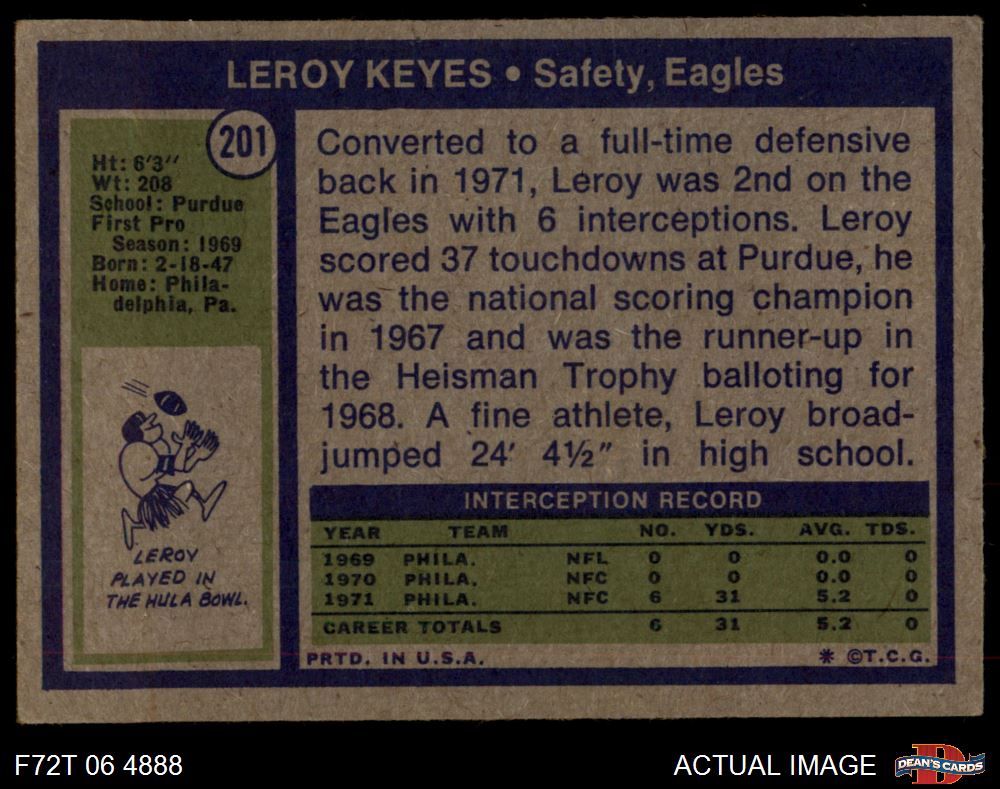 LEROY KEYES • Safety, Eagles
201
Ht: 6'3''
Wt: 208
School: Purdue
First Pro
Season: 1969
Born: 2-18-47
Home: Phila-
delphia, Pa.
LEROY
PLAYED IN
THE HULA BOWL.
Converted to a full-time defensive
back in 1971, Leroy was 2nd on the
Eagles with 6 interceptions. Leroy
scored 37 touchdowns at Purdue, he
was the national scoring champion
in 1967 and was the runner-up in
the Heisman Trophy balloting for
1968. A fine athlete, Leroy broad-
jumped 24' 4½" in high school.
INTERCEPTION RECORD
YEAR TEAM NO. YDS. AVG. TDS.
1969 PHILA. NFL 0 0 0.0 0
1970 PHILA. NFC 0 0 0.0 0
1971 PHILA. NFC 6 31 5.2 0
CAREER TOTALS 6 31 5.2 0
PRTD. IN U.S.A. * ©T.C.G.
F72T 06 4888 ACTUAL IMAGE
D
DEAN'S CARDS